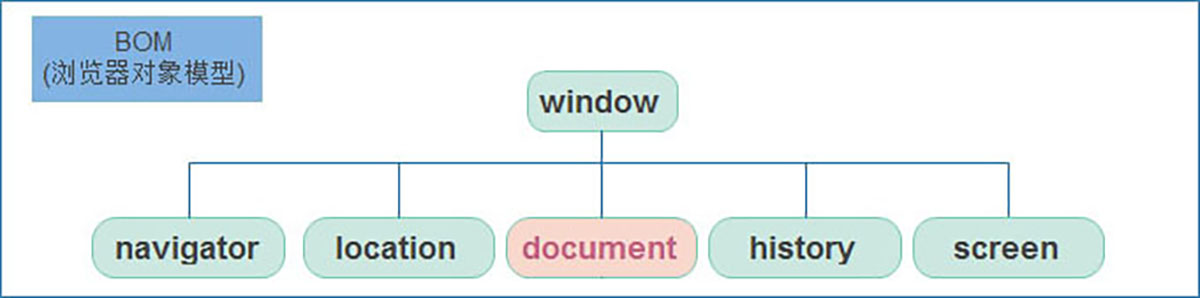 BOM
(浏览器对象模型)
window
navigator
location
document
history
screen